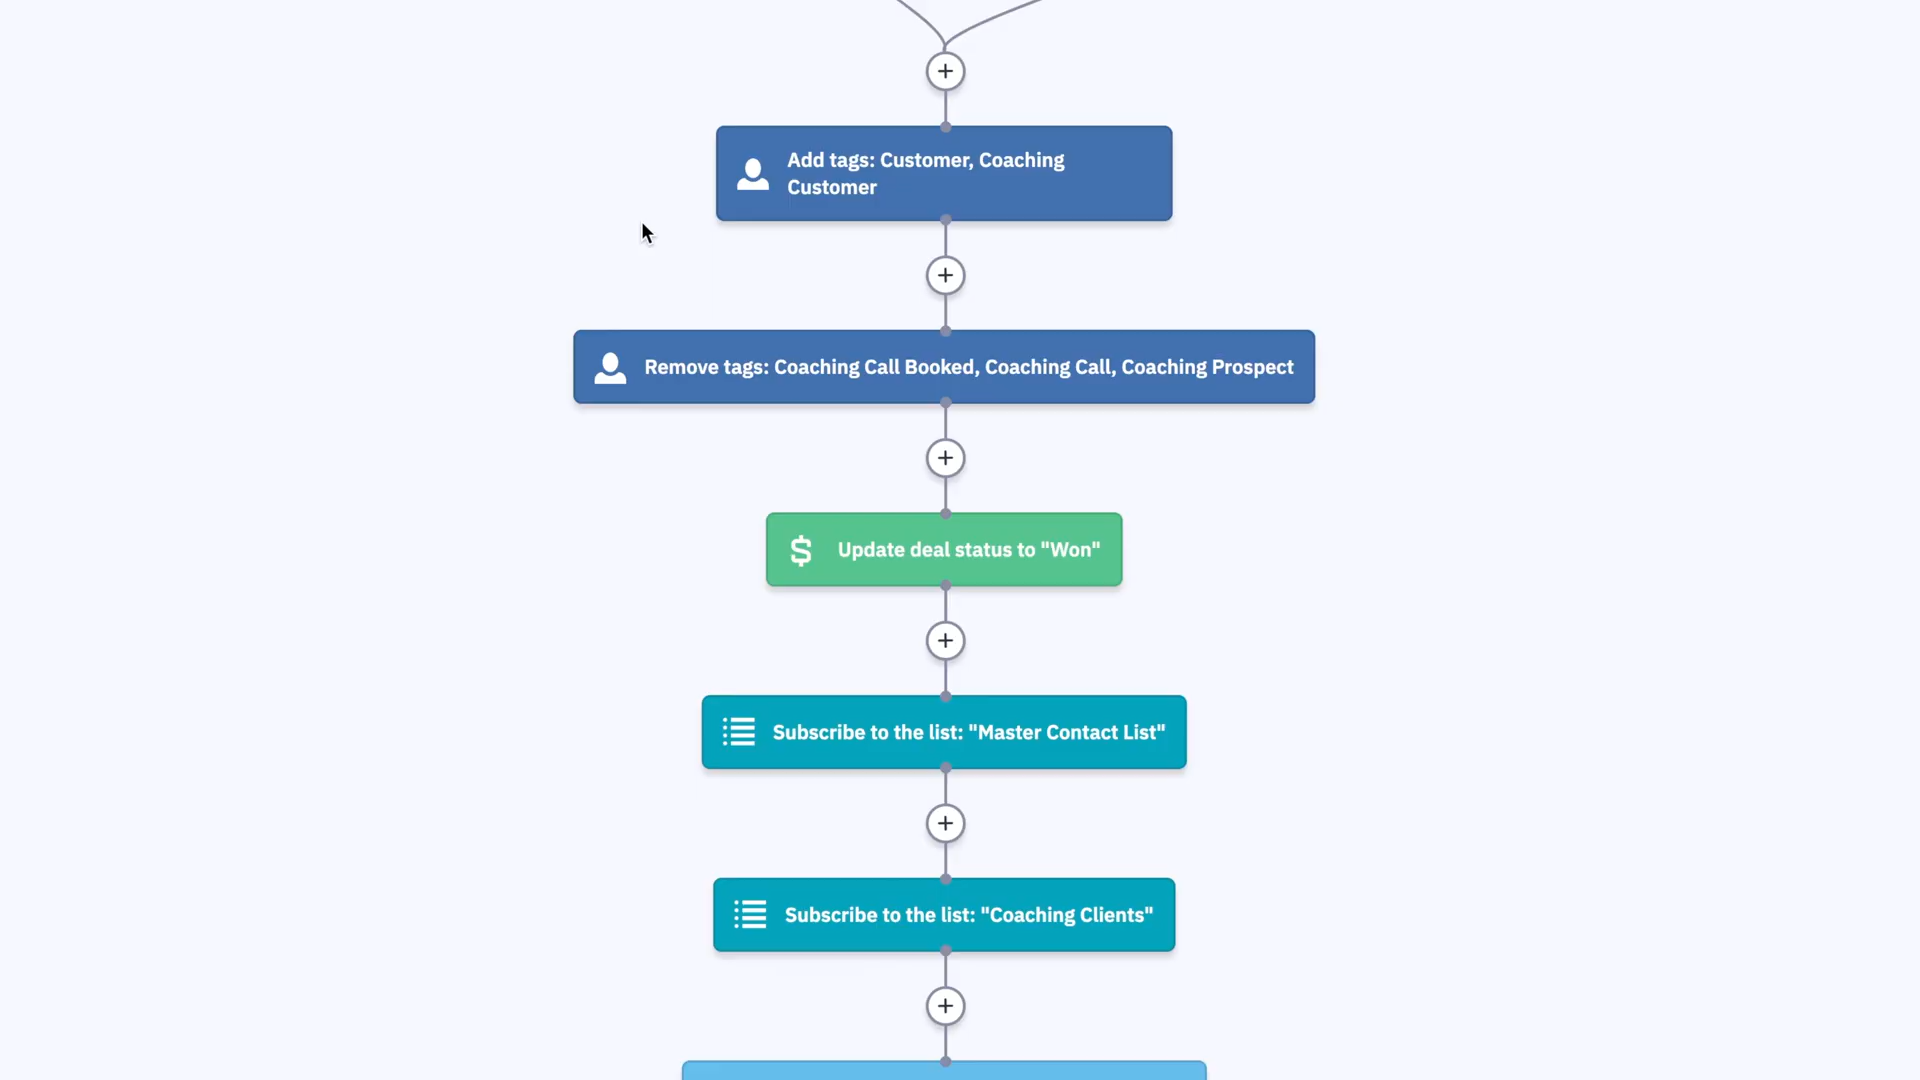 Add tags: Customer, Coaching
Customer
Remove tags: Coaching Call Booked, Coaching Call, Coaching Prospect
$ Update deal status to "Won"
Subscribe to the list: "Master Contact List"
Subscribe to the list: "Coaching Clients"